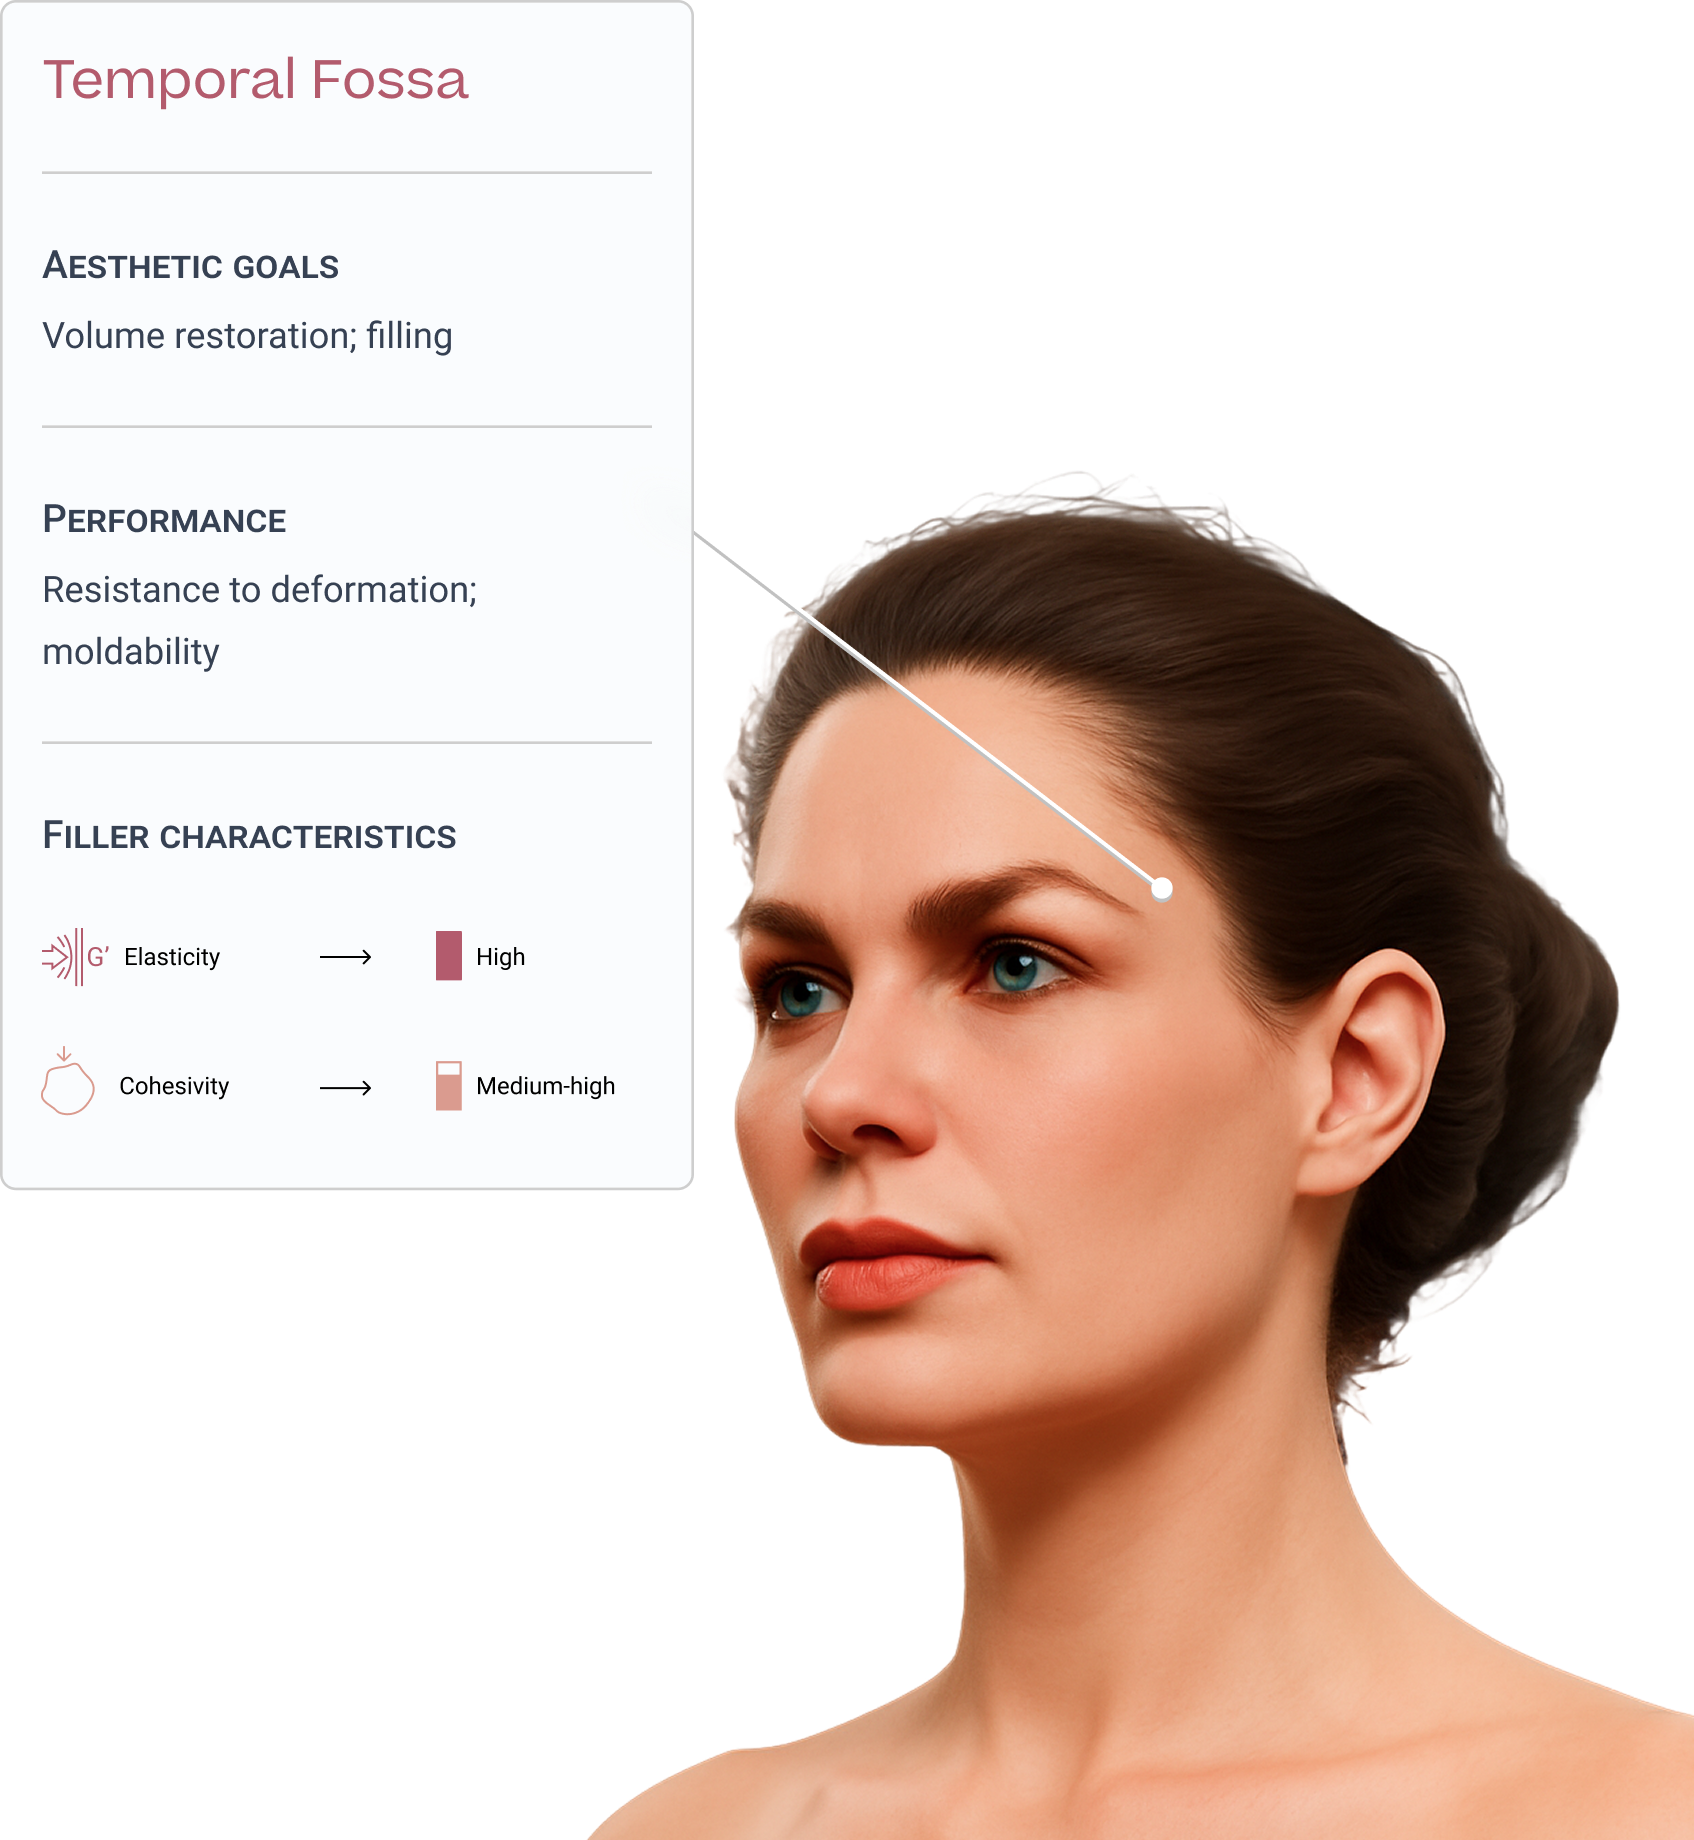 Temporal Fossa
AESTHETIC GOALS
Volume restoration; filling
PERFORMANCE
Resistance to deformation;
moldability
FILLER CHARACTERISTICS
G’ Elasticity → High
Cohesivity → Medium-high